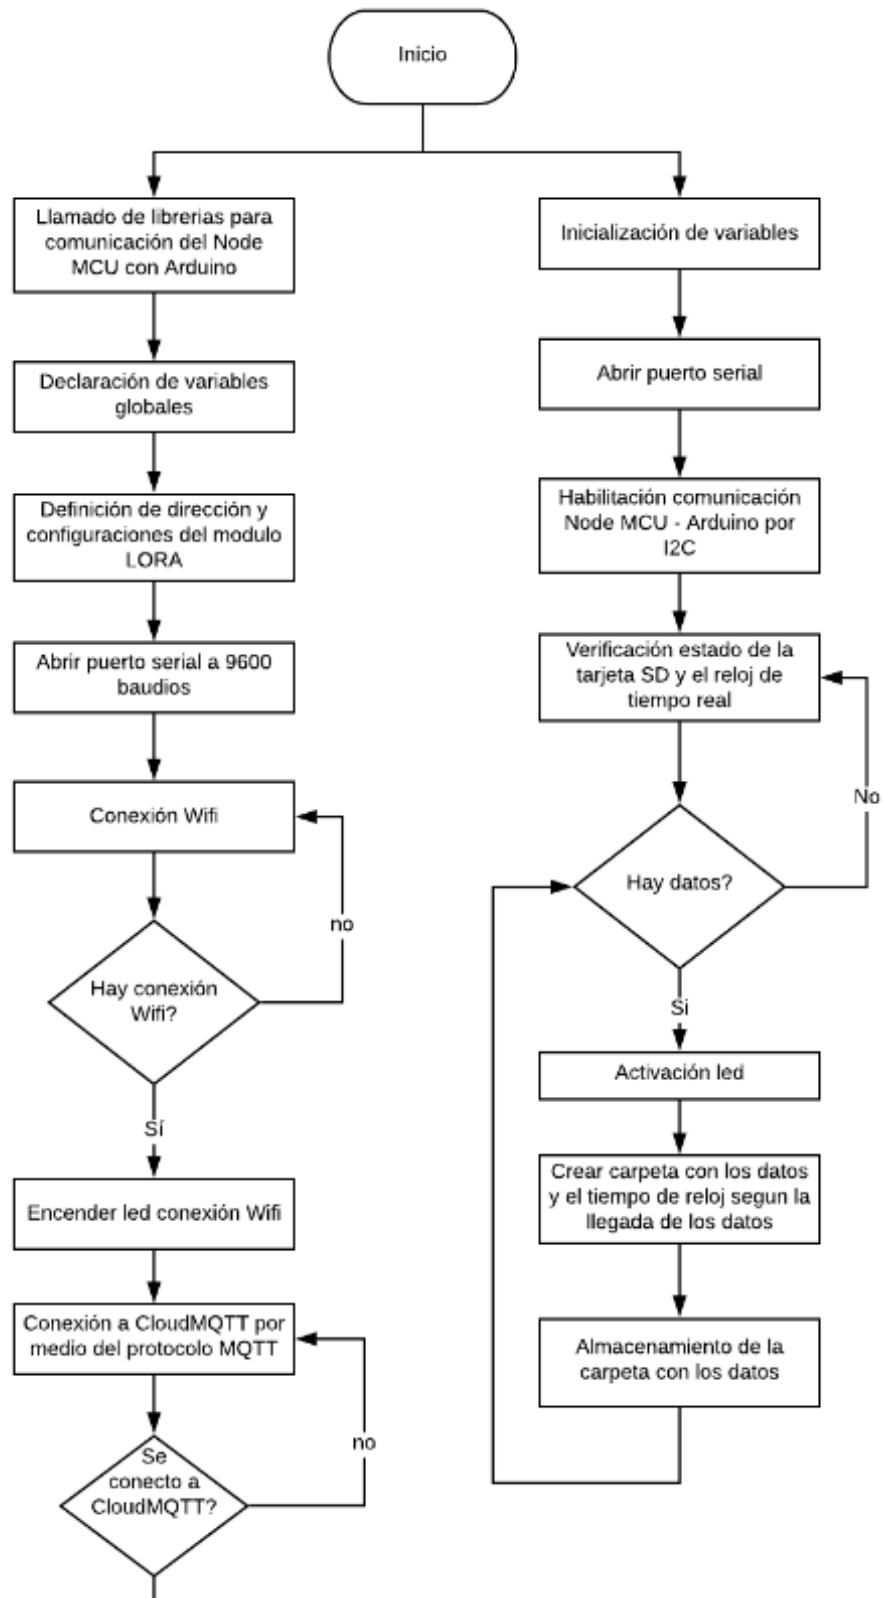 Inicio
Llamado de librerias para
comunicación del Node
MCU con Arduino
Declaración de variables
globales
Definición de dirección y
configuraciones del modulo
LORA
Abrir puerto serial a 9600
baudios
Conexión Wifi
no
Hay conexión
Wifi?
Sí
Encender led conexión Wifi
Conexión a CloudMQTT por
medio del protocolo MQTT
no
Se
conecto a
CloudMQTT?
Inicialización de variables
Abrir puerto serial
Habilitación comunicación
Node MCU - Arduino por
I2C
Verificación estado de la
tarjeta SD y el reloj de
tiempo real
No
Hay datos?
Si
Activación led
Crear carpeta con los datos
y el tiempo de reloj segun la
llegada de los datos
Almacenamiento de la
carpeta con los datos